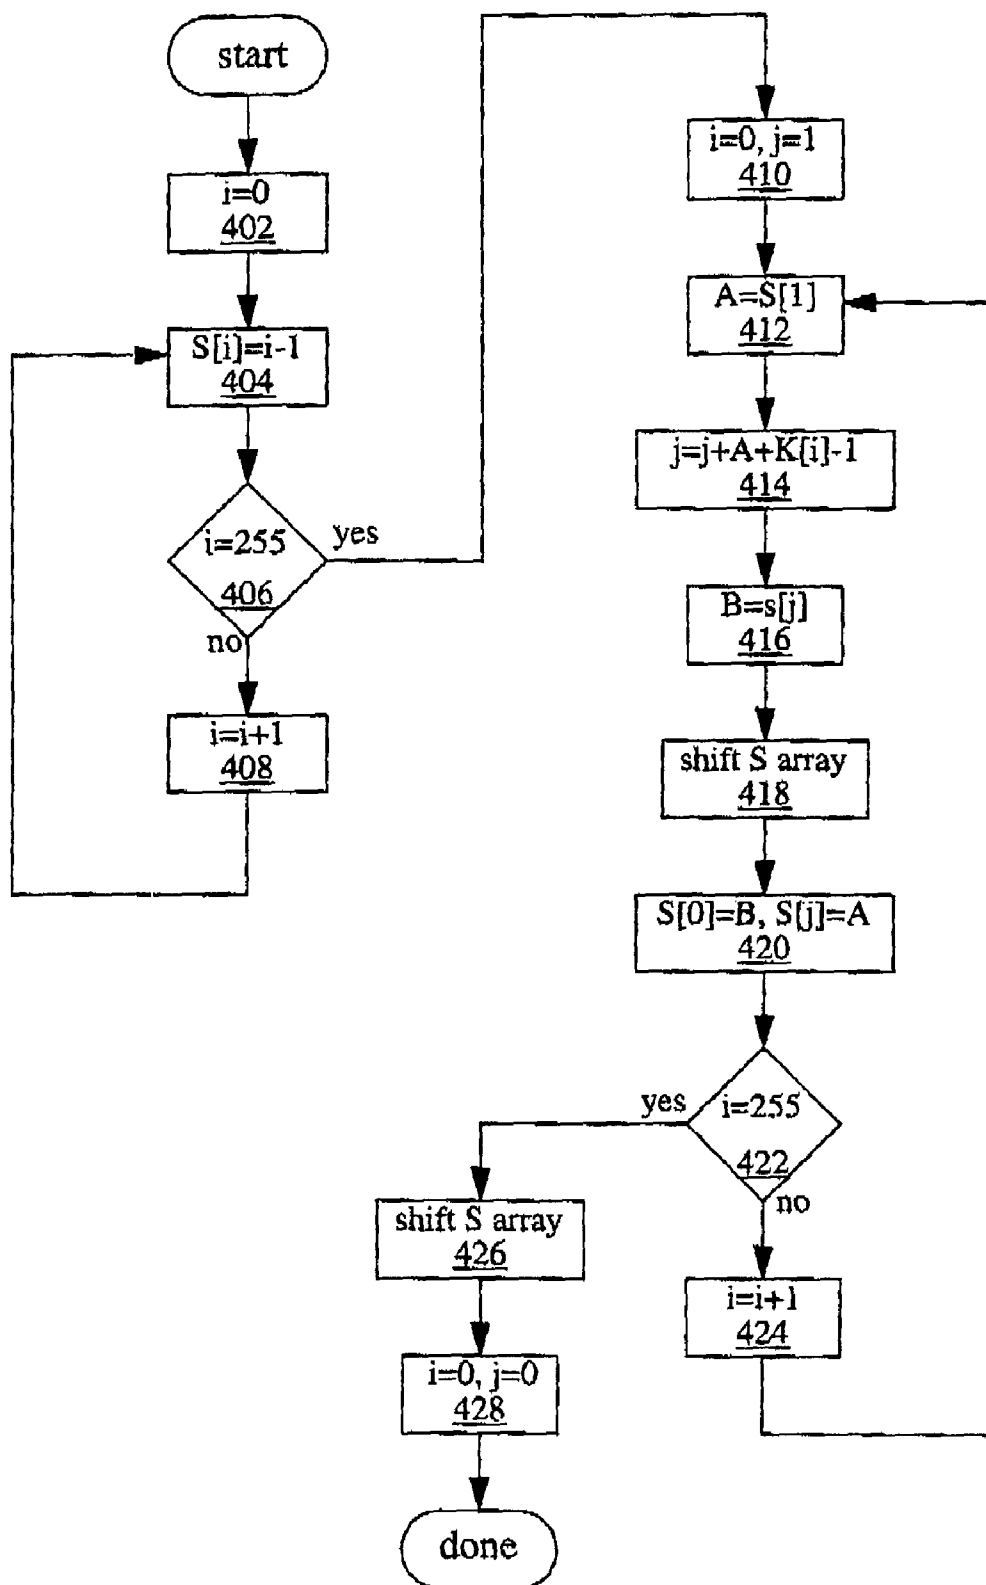 start
i=0
402
S[i]=i-1
404
i=255
406
yes
no
i=i+1
408
i=0, j=1
410
A=S[1]
412
j=j+A+K[i]-1
414
B=s[j]
416
shift S array
418
S[0]=B, S[j]=A
420
i=255
422
yes
no
i=i+1
424
shift S array
426
i=0, j=0
428
done